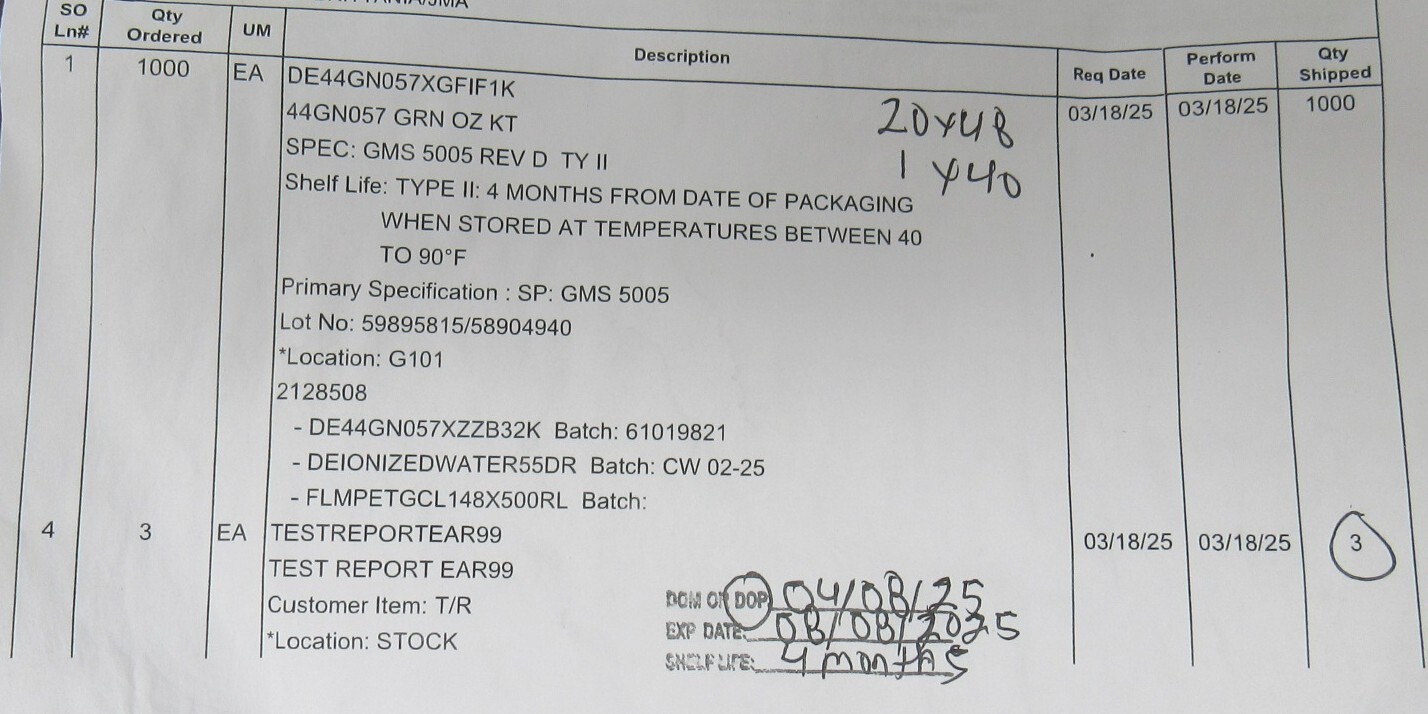 SO Ln# Qty Ordered UM Description Req Date Perform Date Qty Shipped
1 1000 EA DE44GN057XGFIF1K 03/18/25 03/18/25 1000
44GN057 GRN OZ KT 20x48
SPEC: GMS 5005 REV D TY II 1 x40
Shelf Life: TYPE II: 4 MONTHS FROM DATE OF PACKAGING
WHEN STORED AT TEMPERATURES BETWEEN 40
TO 90°F
Primary Specification : SP: GMS 5005
Lot No: 59895815/58904940
*Location: G101
2128508
- DE44GN057XZZB32K Batch: 61019821
- DEIONIZEDWATER55DR Batch: CW 02-25
- FLMPETGCL148X500RL Batch:
4 3 EA TESTREPORTEAR99 03/18/25 03/18/25 3
TEST REPORT EAR99
Customer Item: T/R DOM OR DOP 04/08/25
*Location: STOCK EXP DATE: 08/08/2025
SHELF LIFE: 4 months